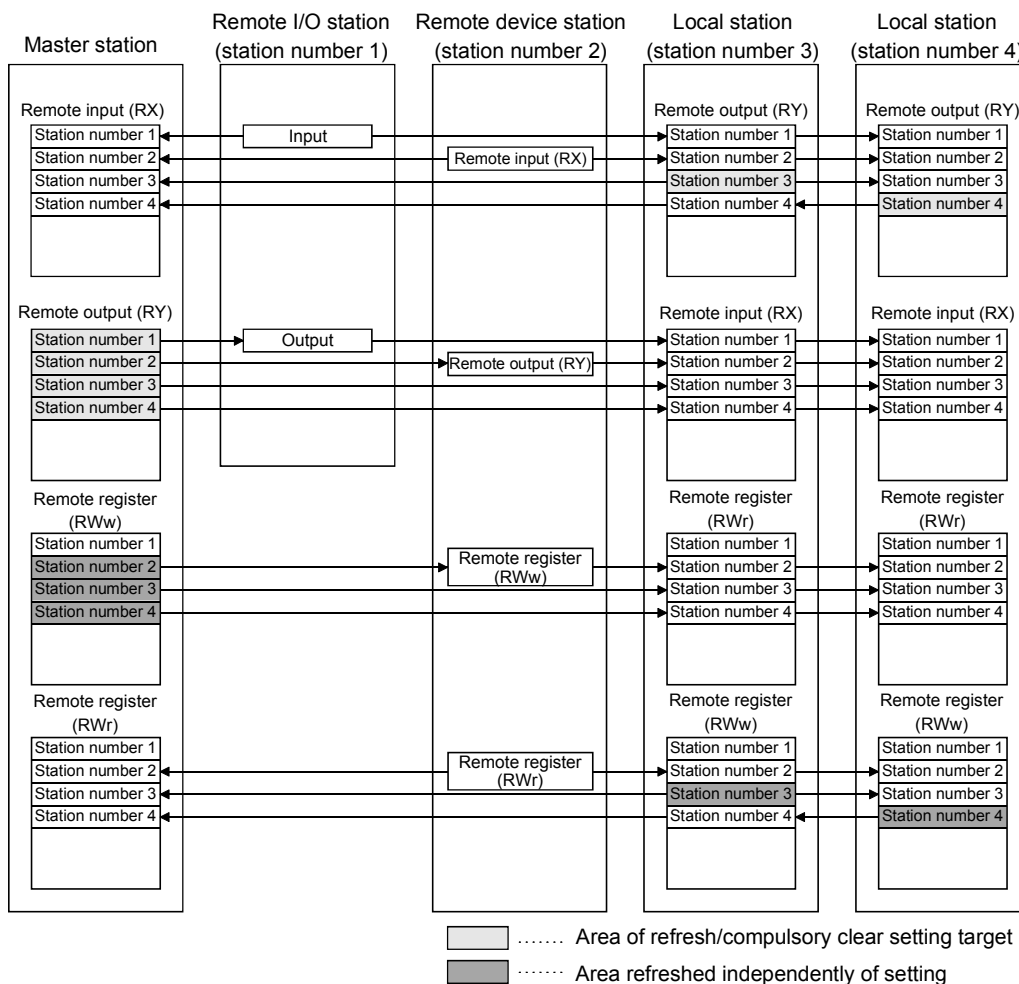 Master station
Remote I/O station
(station number 1)
Remote device station
(station number 2)
Local station
(station number 3)
Local station
(station number 4)
Remote input (RX)
Station number 1
Station number 2
Station number 3
Station number 4
Input
Remote input (RX)
Remote output (RY)
Station number 1
Station number 2
Station number 3
Station number 4
Remote output (RY)
Station number 1
Station number 2
Station number 3
Station number 4
Remote output (RY)
Station number 1
Station number 2
Station number 3
Station number 4
Output
Remote output (RY)
Remote input (RX)
Station number 1
Station number 2
Station number 3
Station number 4
Remote input (RX)
Station number 1
Station number 2
Station number 3
Station number 4
Remote register
(RWw)
Station number 1
Station number 2
Station number 3
Station number 4
Remote register
(RWw)
Remote register
(RWr)
Station number 1
Station number 2
Station number 3
Station number 4
Remote register
(RWr)
Station number 1
Station number 2
Station number 3
Station number 4
Remote register
(RWr)
Station number 1
Station number 2
Station number 3
Station number 4
Remote register
(RWr)
Remote register
(RWw)
Station number 1
Station number 2
Station number 3
Station number 4
Remote register
(RWw)
Station number 1
Station number 2
Station number 3
Station number 4
....... Area of refresh/compulsory clear setting target
....... Area refreshed independently of setting